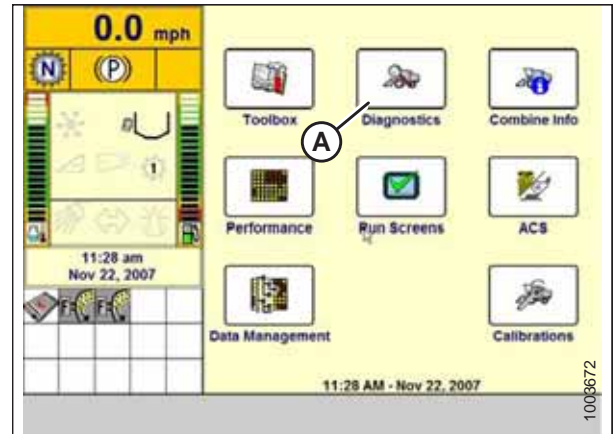 0.0 mph
N (P)
Toolbox Diagnostics Combine Info
A
1
Performance Run Screens ACS
11:28 am
Nov 22, 2007
Data Management Calibrations
11:28 AM - Nov 22, 2007
1003672